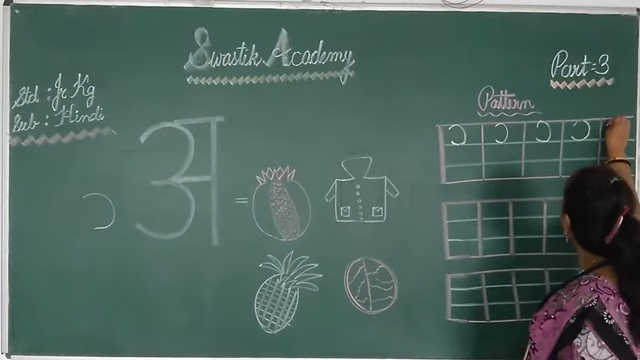 Swastik Academy
Part-3
Std : Jr Kg
Sub : Hindi
Pattern
अ =